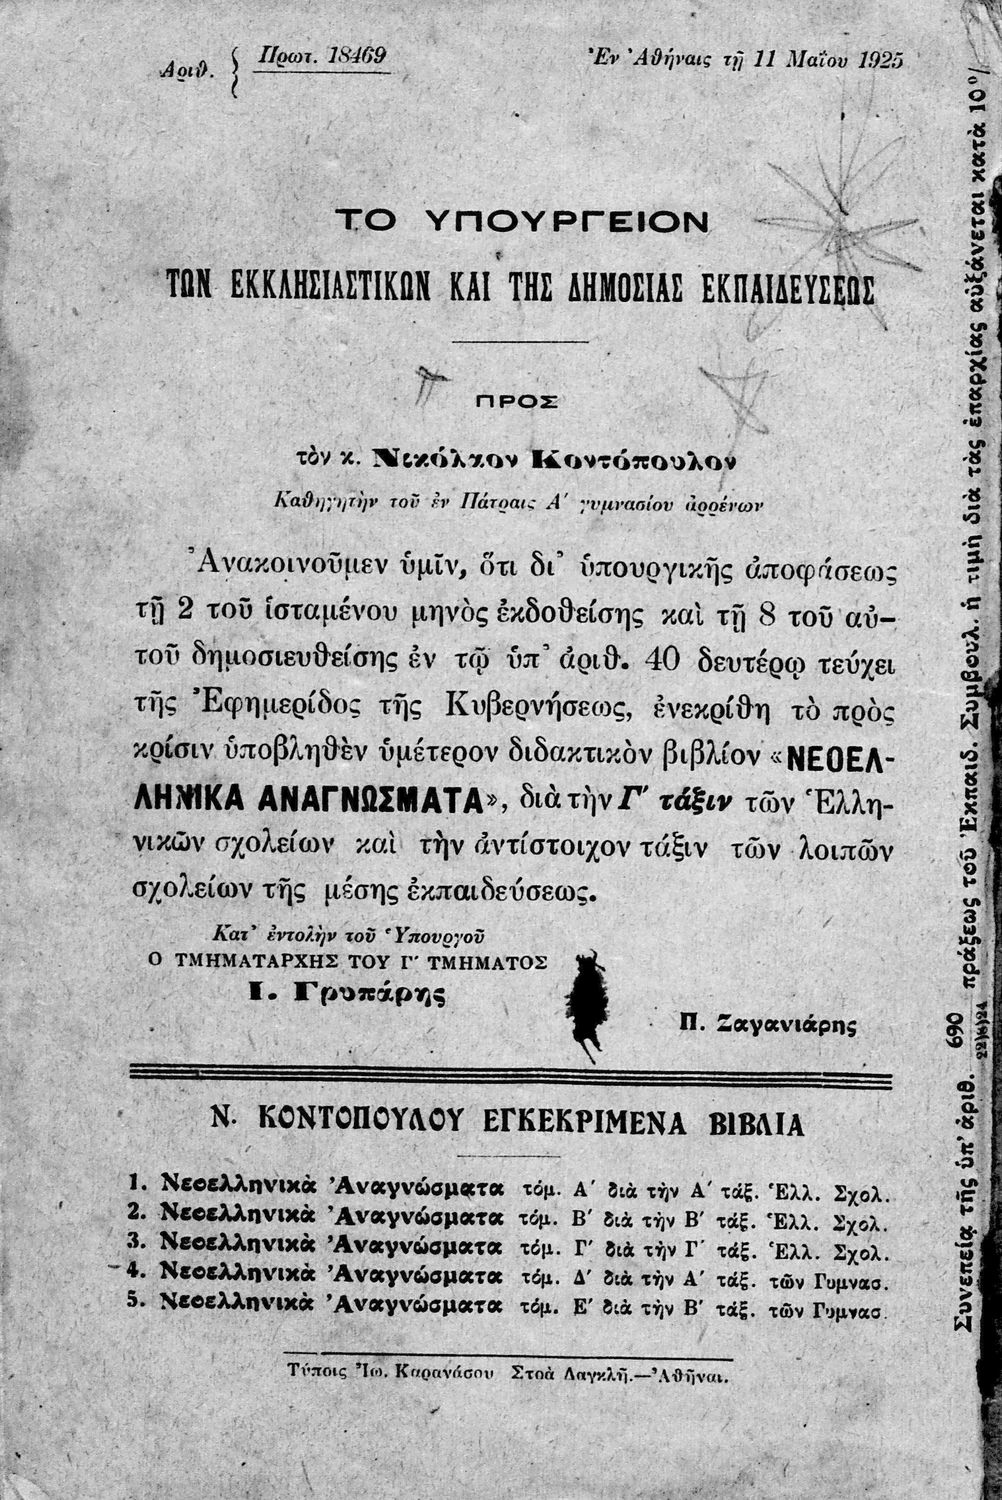 Ἀριθ. { Πρωτ. 18469
Ἐν Ἀθήναις τῇ 11 Μαΐου 1925
ΤΟ ΥΠΟΥΡΓΕΙΟΝ
ΤΩΝ ΕΚΚΛΗΣΙΑΣΤΙΚΩΝ ΚΑΙ ΤΗΣ ΔΗΜΟΣΙΑΣ ΕΚΠΑΙΔΕΥΣΕΩΣ
ΠΡΟΣ
τὸν κ. Νικόλαον Κοντόπουλον
Καθηγητὴν τοῦ ἐν Πάτραις Α΄ γυμνασίου ἀρρένων
Ἀνακοινοῦμεν ὑμῖν, ὅτι δι᾽ ὑπουργικῆς ἀποφάσεως
τῇ 2 τοῦ ἱσταμένου μηνὸς ἐκδοθείσης καὶ τῇ 8 τοῦ αὐ-
τοῦ δημοσιευθείσης ἐν τῷ ὑπ᾽ ἀριθ. 40 δευτέρῳ τεύχει
τῆς Ἐφημερίδος τῆς Κυβερνήσεως, ἐνεκρίθη τὸ πρὸς
κρίσιν ὑποβληθὲν ὑμέτερον διδακτικὸν βιβλίον «ΝΕΟΕΛ-
ΛΗΝΙΚΑ ΑΝΑΓΝΩΣΜΑΤΑ», διὰ τὴν Γ΄ τάξιν τῶν Ἑλλη-
νικῶν σχολείων καὶ τὴν ἀντίστοιχον τάξιν τῶν λοιπῶν
σχολείων τῆς μέσης ἐκπαιδεύσεως.
Κατ᾽ ἐντολὴν τοῦ Ὑπουργοῦ
Ο ΤΜΗΜΑΤΑΡΧΗΣ ΤΟΥ Γ΄ ΤΜΗΜΑΤΟΣ
Ι. Γρυπάρης
Π. Ζαγανιάρης
Ν. ΚΟΝΤΟΠΟΥΛΟΥ ΕΓΚΕΚΡΙΜΕΝΑ ΒΙΒΛΙΑ
1. Νεοελληνικὰ Ἀναγνώσματα τόμ. Α΄ διὰ τὴν Α΄ τάξ. Ἑλλ. Σχολ.
2. Νεοελληνικὰ Ἀναγνώσματα τόμ. Β΄ διὰ τὴν Β΄ τάξ. Ἑλλ. Σχολ.
3. Νεοελληνικὰ Ἀναγνώσματα τόμ. Γ΄ διὰ τὴν Γ΄ τάξ. Ἑλλ. Σχολ.
4. Νεοελληνικὰ Ἀναγνώσματα τόμ. Δ΄ διὰ τὴν Α΄ τάξ. τῶν Γυμνασ.
5. Νεοελληνικὰ Ἀναγνώσματα τόμ. Ε΄ διὰ τὴν Β΄ τάξ. τῶν Γυμνασ.
Τύποις Ἰω. Καρανάσου Στοὰ Λαγκλῆ.—Ἀθῆναι.
Συνεπείᾳ τῆς ὑπ᾽ ἀριθ. 690 22)8)24 πράξεως τοῦ Ἐκπαιδ. Συμβουλ. ἡ τιμὴ διὰ τὰς ἐπαρχίας αὐξάνεται κατὰ 10 %